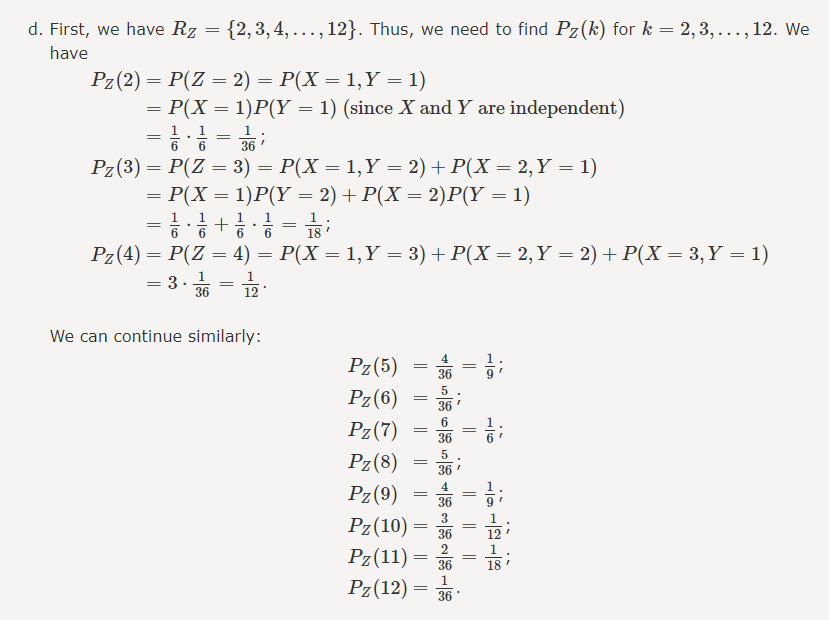 d. First, we have R_Z = {2, 3, 4, . . . , 12}. Thus, we need to find P_Z(k) for k = 2, 3, . . . , 12. We
have
P_Z(2) = P(Z = 2) = P(X = 1, Y = 1)
= P(X = 1)P(Y = 1) (since X and Y are independent)
= 1/6 · 1/6 = 1/36;
P_Z(3) = P(Z = 3) = P(X = 1, Y = 2) + P(X = 2, Y = 1)
= P(X = 1)P(Y = 2) + P(X = 2)P(Y = 1)
= 1/6 · 1/6 + 1/6 · 1/6 = 1/18;
P_Z(4) = P(Z = 4) = P(X = 1, Y = 3) + P(X = 2, Y = 2) + P(X = 3, Y = 1)
= 3 · 1/36 = 1/12.
We can continue similarly:
P_Z(5) = 4/36 = 1/9;
P_Z(6) = 5/36;
P_Z(7) = 6/36 = 1/6;
P_Z(8) = 5/36;
P_Z(9) = 4/36 = 1/9;
P_Z(10) = 3/36 = 1/12;
P_Z(11) = 2/36 = 1/18;
P_Z(12) = 1/36.